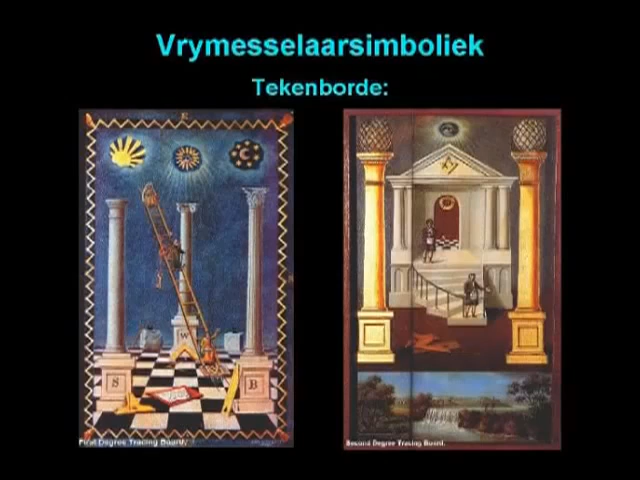 Vrymesselaarsimboliek
Tekenborde:
E
W
S
B
First Degree Tracing Board.
Second Degree Tracing Board.